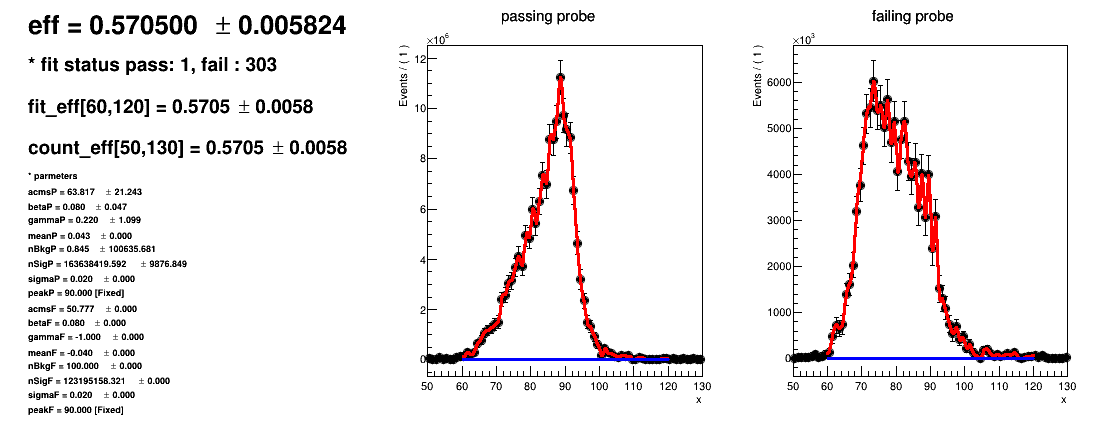 eff = 0.570500 ± 0.005824
* fit status pass: 1, fail : 303
fit_eff[60,120] = 0.5705 ± 0.0058
count_eff[50,130] = 0.5705 ± 0.0058
* parmeters
acmsP = 63.817 ± 21.243
betaP = 0.080 ± 0.047
gammaP = 0.220 ± 1.099
meanP = 0.043 ± 0.000
nBkgP = 0.845 ± 100635.681
nSigP = 163638419.592 ± 9876.849
sigmaP = 0.020 ± 0.000
peakP = 90.000 [Fixed]
acmsF = 50.777 ± 0.000
betaF = 0.080 ± 0.000
gammaF = -1.000 ± 0.000
meanF = -0.040 ± 0.000
nBkgF = 100.000 ± 0.000
nSigF = 123195158.321 ± 0.000
sigmaF = 0.020 ± 0.000
peakF = 90.000 [Fixed]
passing probe
×10⁶
Events / ( 1 )
12
10
8
6
4
2
0
50 60 70 80 90 100 110 120 130
x
failing probe
×10³
Events / ( 1 )
6000
5000
4000
3000
2000
1000
0
50 60 70 80 90 100 110 120 130
x